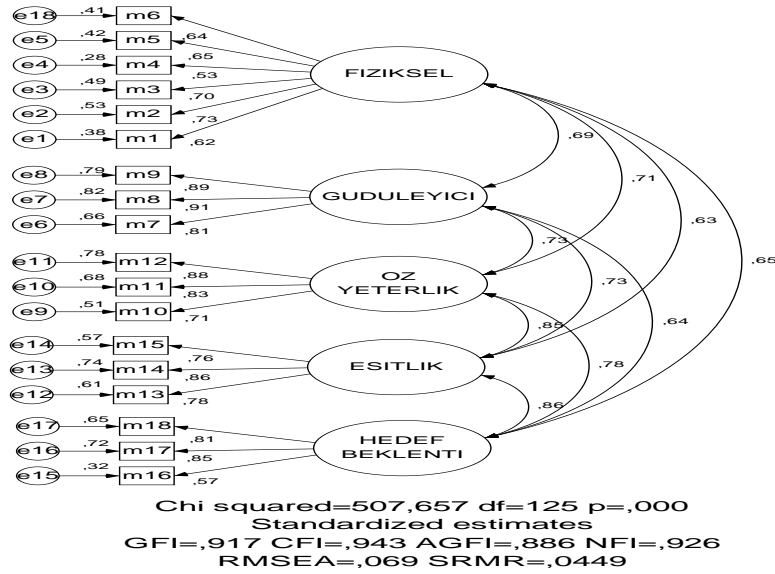 e18 ,41 m6
,64
e5 ,42 m5
,65
e4 ,28 m4
,53
FIZIKSEL
e3 ,49 m3
,70
e2 ,53 m2
,73
e1 ,38 m1
,62
,69
e8 ,79 m9
,89
,71
e7 ,82 m8
,91
GUDULEYICI
e6 ,66 m7
,81
,63
,73
e11 ,78 m12
,88
,65
e10 ,68 m11
,83
OZ
YETERLIK
,73
e9 ,51 m10
,71
,64
,85
e14 ,57 m15
,76
e13 ,74 m14
,86
ESITLIK
,78
e12 ,61 m13
,78
,86
e17 ,65 m18
,81
e16 ,72 m17
,85
HEDEF
BEKLENTI
e15 ,32 m16
,57
Chi squared=507,657 df=125 p=,000
Standardized estimates
GFI=,917 CFI=,943 AGFI=,886 NFI=,926
RMSEA=,069 SRMR=,0449